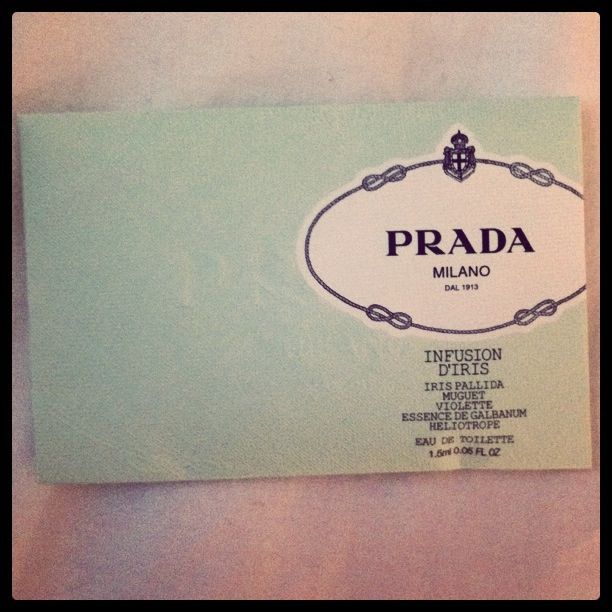 PRADA
MILANO
DAL 1913
INFUSION
D'IRIS
IRIS PALLIDA
MUGUET
VIOLETTE
ESSENCE DE GALBANUM
HELIOTROPE
EAU DE TOILETTE
1.5ml 0.05 FL OZ